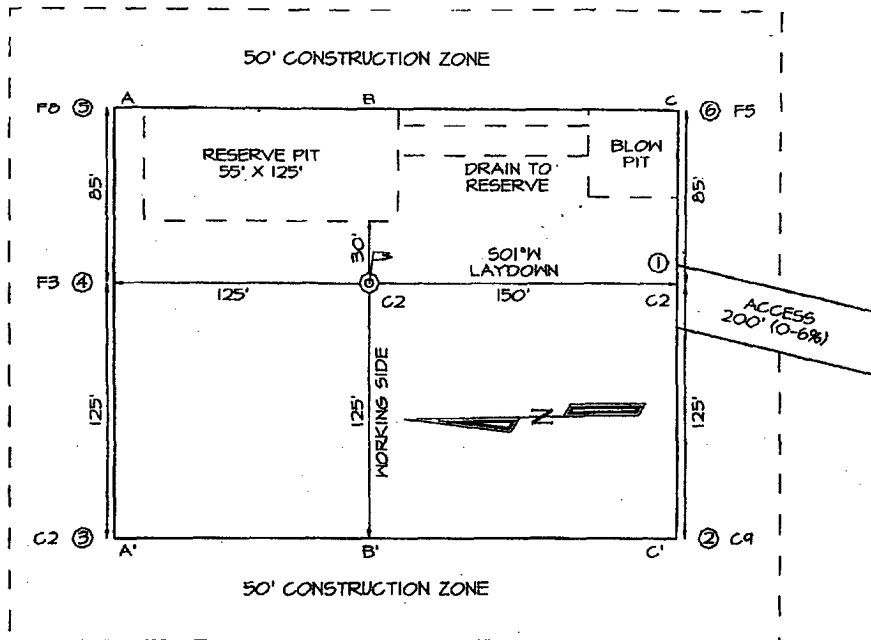 50' CONSTRUCTION ZONE
A
B
C
F8 ⑤
⑥ F5
RESERVE PIT
55' X 125'
DRAIN TO
RESERVE
BLOW
PIT
85'
85'
30'
S01°W
LAYDOWN
①
F3 ④
125'
C2
150'
C2
ACCESS
200' (0-6%)
125'
125'
WORKING SIDE
125'
N
C2 ③
② C9
A'
B'
C'
50' CONSTRUCTION ZONE